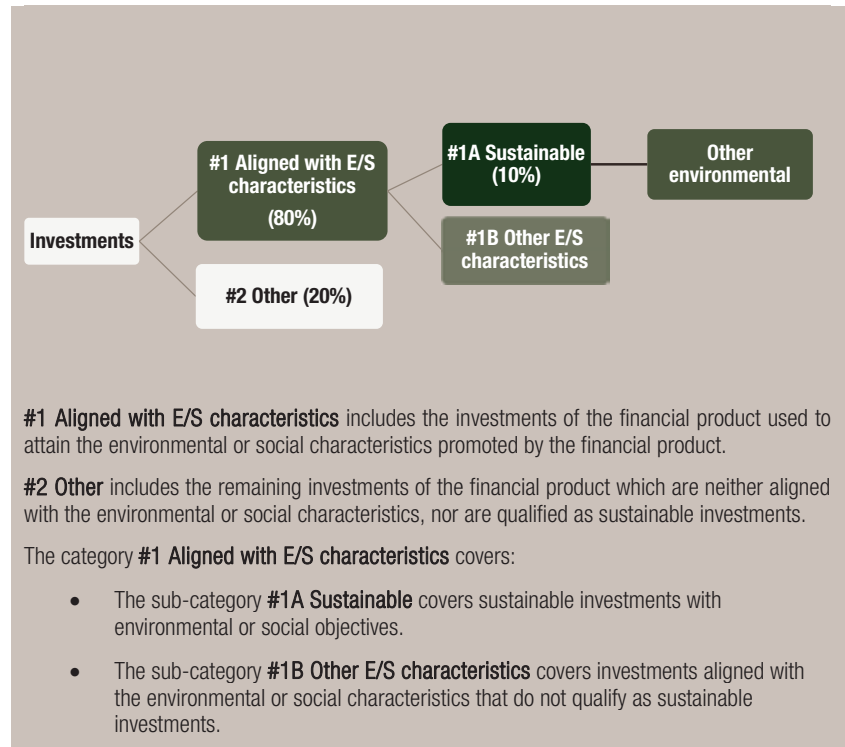 Investments
#1 Aligned with E/S
characteristics
(80%)
#2 Other (20%)
#1A Sustainable
(10%)
#1B Other E/S
characteristics
Other
environmental
#1 Aligned with E/S characteristics includes the investments of the financial product used to
attain the environmental or social characteristics promoted by the financial product.
#2 Other includes the remaining investments of the financial product which are neither aligned
with the environmental or social characteristics, nor are qualified as sustainable investments.
The category #1 Aligned with E/S characteristics covers:
• The sub-category #1A Sustainable covers sustainable investments with
environmental or social objectives.
• The sub-category #1B Other E/S characteristics covers investments aligned with
the environmental or social characteristics that do not qualify as sustainable
investments.